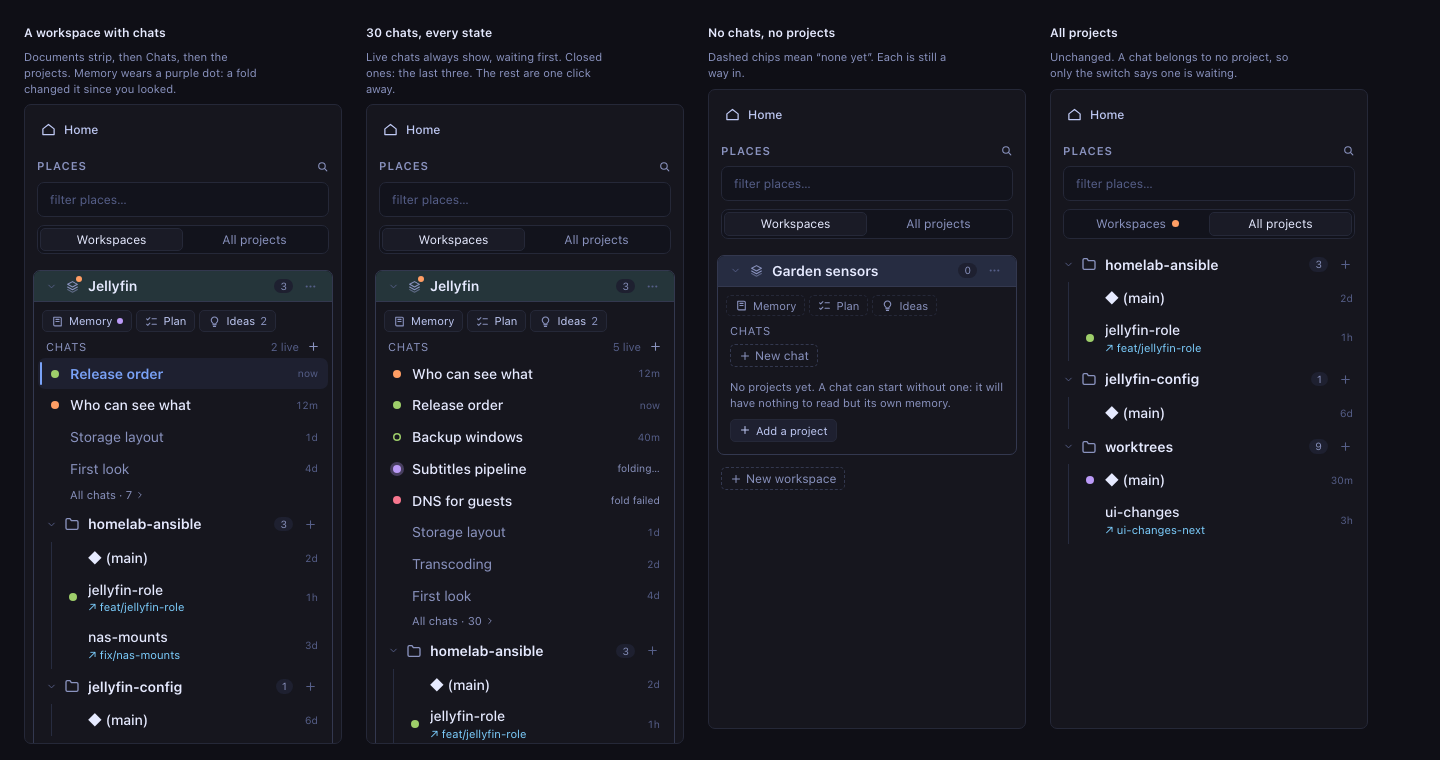 A workspace with chats
Documents strip, then Chats, then the
projects. Memory wears a purple dot: a fold
changed it since you looked.
Home
PLACES
filter places...
Workspaces All projects
Jellyfin 3
Memory Plan Ideas 2
CHATS 2 live +
Release order now
Who can see what 12m
Storage layout 1d
First look 4d
All chats · 7
homelab-ansible 3 +
(main) 2d
jellyfin-role 1h
↗ feat/jellyfin-role
nas-mounts 3d
↗ fix/nas-mounts
jellyfin-config 1 +
(main) 6d
30 chats, every state
Live chats always show, waiting first. Closed
ones: the last three. The rest are one click
away.
Home
PLACES
filter places...
Workspaces All projects
Jellyfin 3
Memory Plan Ideas 2
CHATS 5 live +
Who can see what 12m
Release order now
Backup windows 40m
Subtitles pipeline folding...
DNS for guests fold failed
Storage layout 1d
Transcoding 2d
First look 4d
All chats · 30
homelab-ansible 3 +
(main) 2d
jellyfin-role 1h
↗ feat/jellyfin-role
No chats, no projects
Dashed chips mean “none yet”. Each is still a
way in.
Home
PLACES
filter places...
Workspaces All projects
Garden sensors 0
Memory Plan Ideas
CHATS
+ New chat
No projects yet. A chat can start without one: it will
have nothing to read but its own memory.
+ Add a project
+ New workspace
All projects
Unchanged. A chat belongs to no project, so
only the switch says one is waiting.
Home
PLACES
filter places...
Workspaces All projects
homelab-ansible 3 +
(main) 2d
jellyfin-role 1h
↗ feat/jellyfin-role
jellyfin-config 1 +
(main) 6d
worktrees 9 +
(main) 30m
ui-changes 3h
↗ ui-changes-next